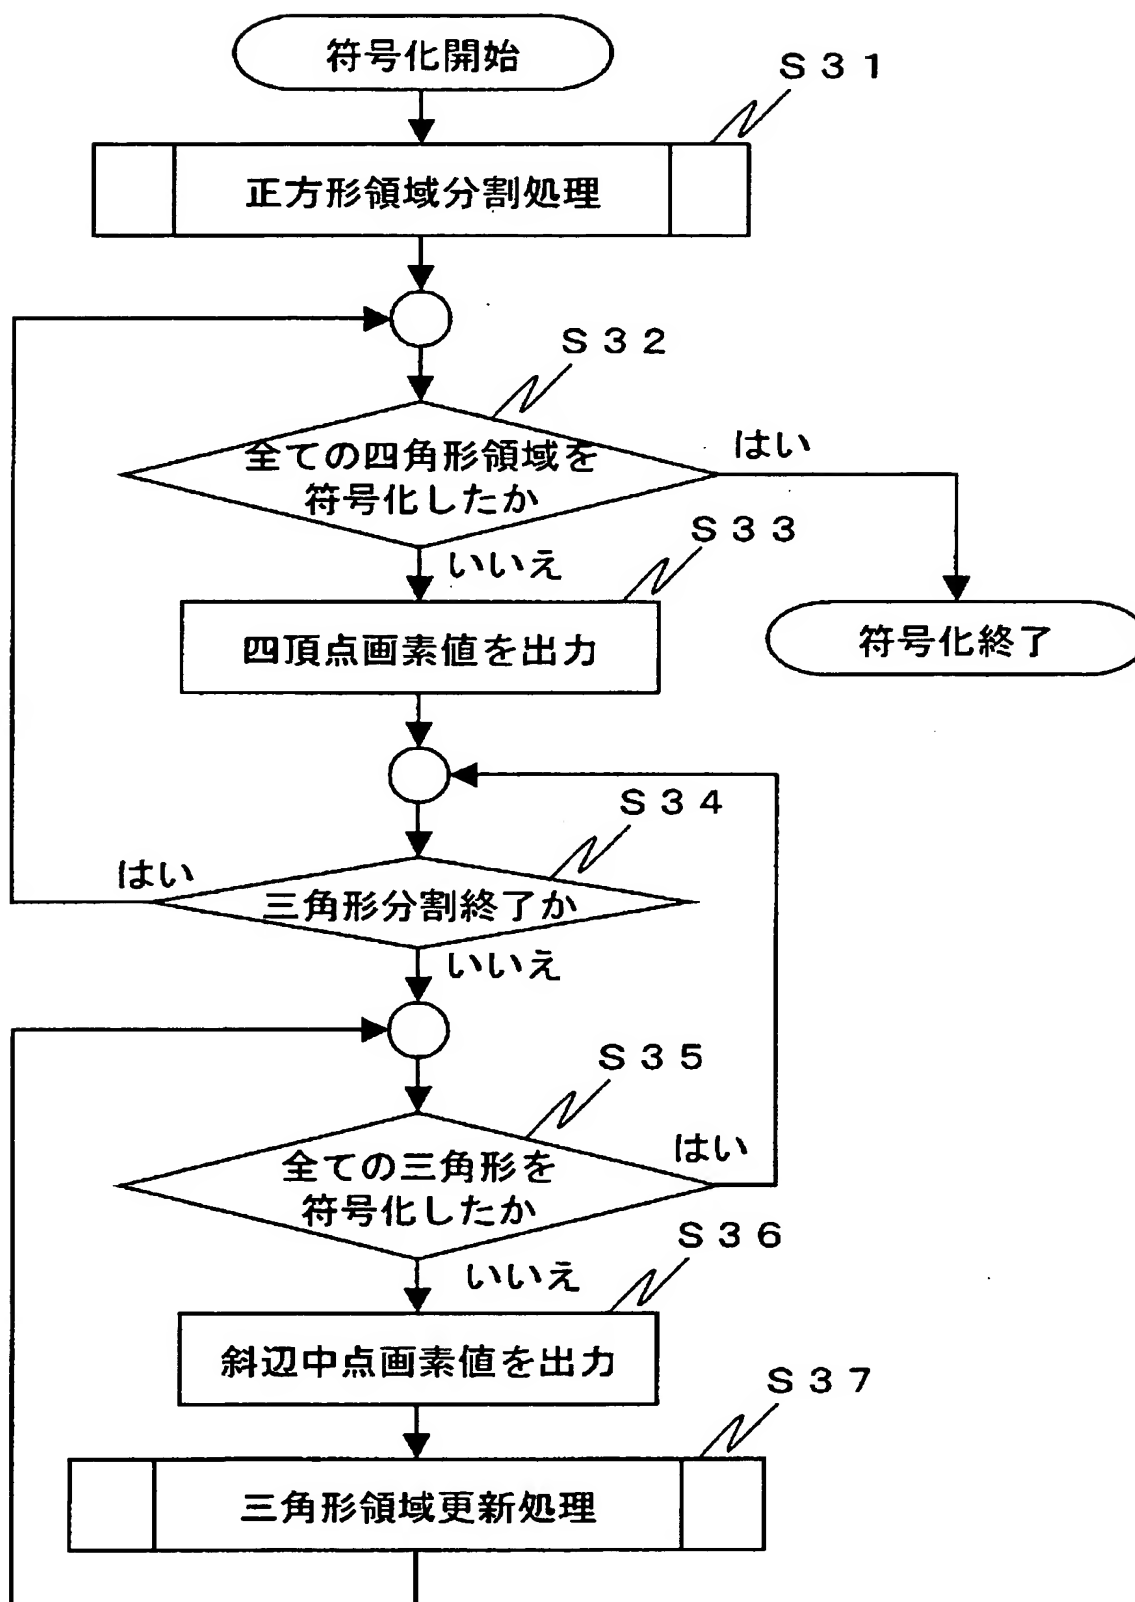 符号化開始
S31
正方形領域分割処理
S32
全ての四角形領域を
符号化したか
はい
いいえ
S33
四頂点画素値を出力
符号化終了
S34
三角形分割終了か
はい
いいえ
S35
全ての三角形を
符号化したか
はい
いいえ
S36
斜辺中点画素値を出力
S37
三角形領域更新処理